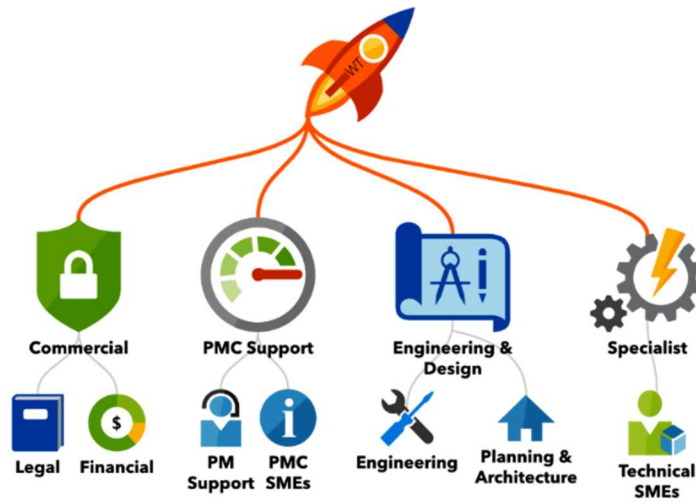 WT
Commercial
PMC Support
Engineering &
Design
Specialist
$
Legal
Financial
PM
Support
PMC
SMEs
Engineering
Planning &
Architecture
Technical
SMEs